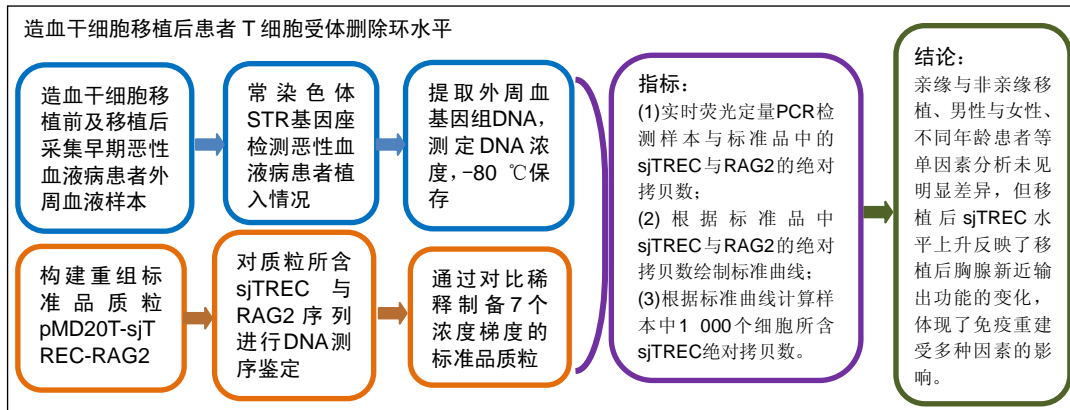 造血干细胞移植后患者 T 细胞受体删除环水平
造血干细胞移
植前及移植后
采集早期恶性
血液病患者外
周血液样本
常染色体
STR基因座
检测恶性血
液病患者植
入情况
提取外周血
基因组DNA,
测定DNA浓
度,-80 ℃保
存
构建重组标
准品质粒
pMD20T-sjT
REC-RAG2
对质粒所含
sjTREC 与
RAG2序列
进行DNA测
序鉴定
通过对比稀
释制备7个
浓度梯度的
标准品质粒
指标:
(1)实时荧光定量PCR检
测样本与标准品中的
sjTREC与RAG2的绝对
拷贝数;
(2)根据标准品中
sjTREC与RAG2的绝对
拷贝数绘制标准曲线;
(3)根据标准曲线计算样
本中1 000个细胞所含
sjTREC绝对拷贝数。
结论:
亲缘与非亲缘移
植、男性与女性、
不同年龄患者等
单因素分析未见
明显差异，但移
植后sjTREC水
平上升反映了移
植后胸腺新近输
出功能的变化，
体现了免疫重建
受多种因素的影
响。